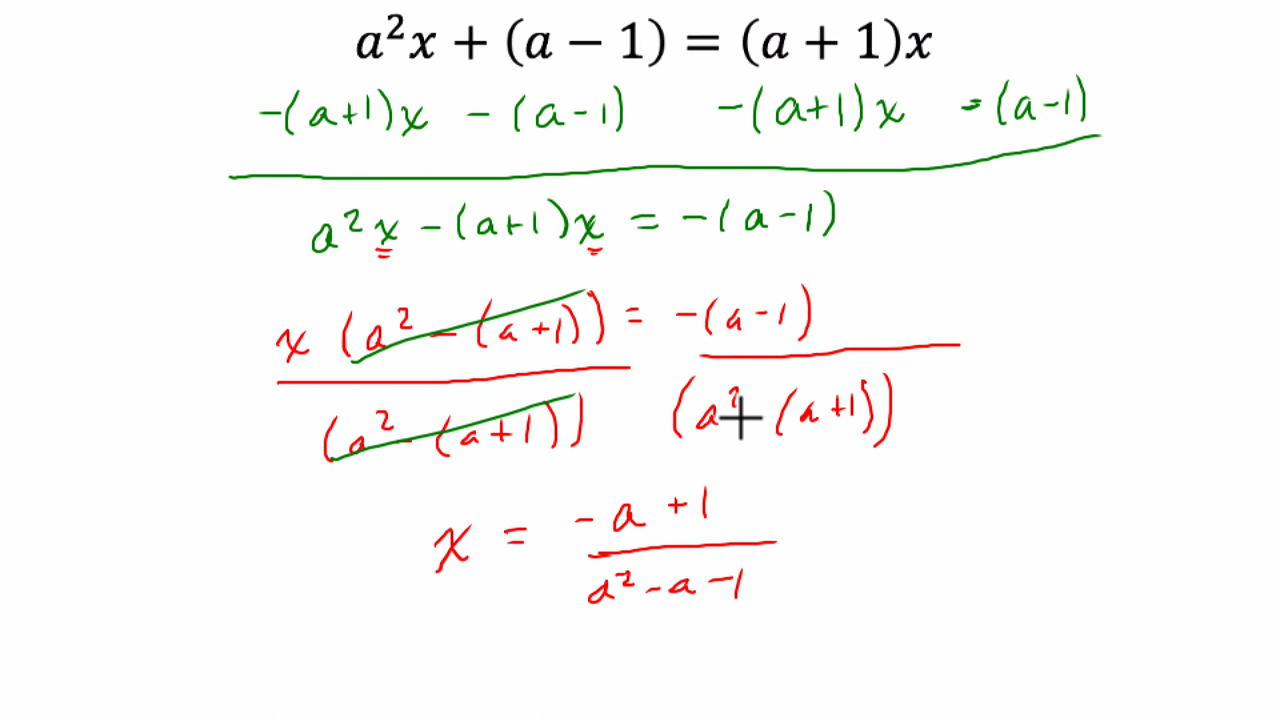 a²x + (a − 1) = (a + 1)x
-(a+1)x - (a-1) -(a+1)x -(a-1)
a²x - (a+1)x = -(a-1)
x (a² - (a+1)) = -(a-1)
(a² - (a+1)) (a² - (a+1))
x = -a +1
a² - a - 1